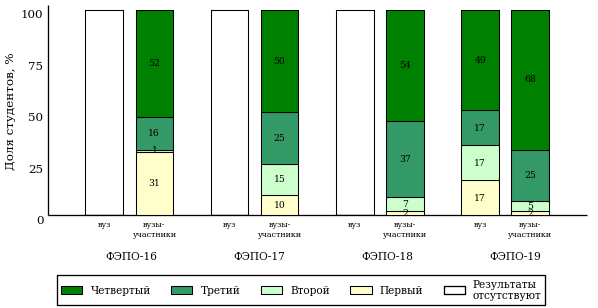 Доля студентов, %
100
75
50
25
0
52
16
1
31
50
25
15
10
54
37
7
2
49
17
17
17
68
25
5
2
вуз
вузы-
участники
вуз
вузы-
участники
вуз
вузы-
участники
вуз
вузы-
участники
ФЭПО-16
ФЭПО-17
ФЭПО-18
ФЭПО-19
Четвертый
Третий
Второй
Первый
Результаты
отсутствуют